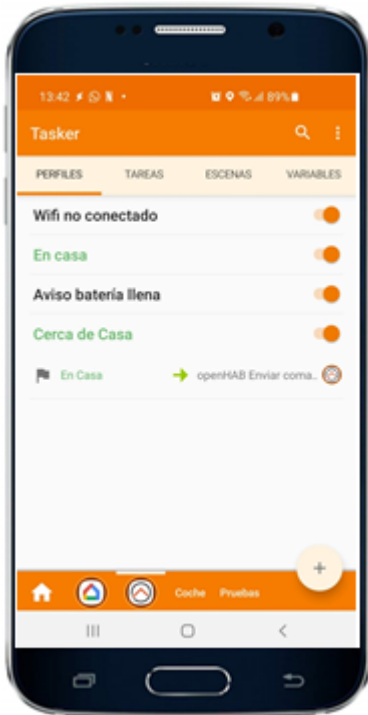 13:42 89%
Tasker
PERFILES TAREAS ESCENAS VARIABLES
Wifi no conectado
En casa
Aviso batería llena
Cerca de Casa
En Casa openHAB Enviar coma..
Coche Pruebas